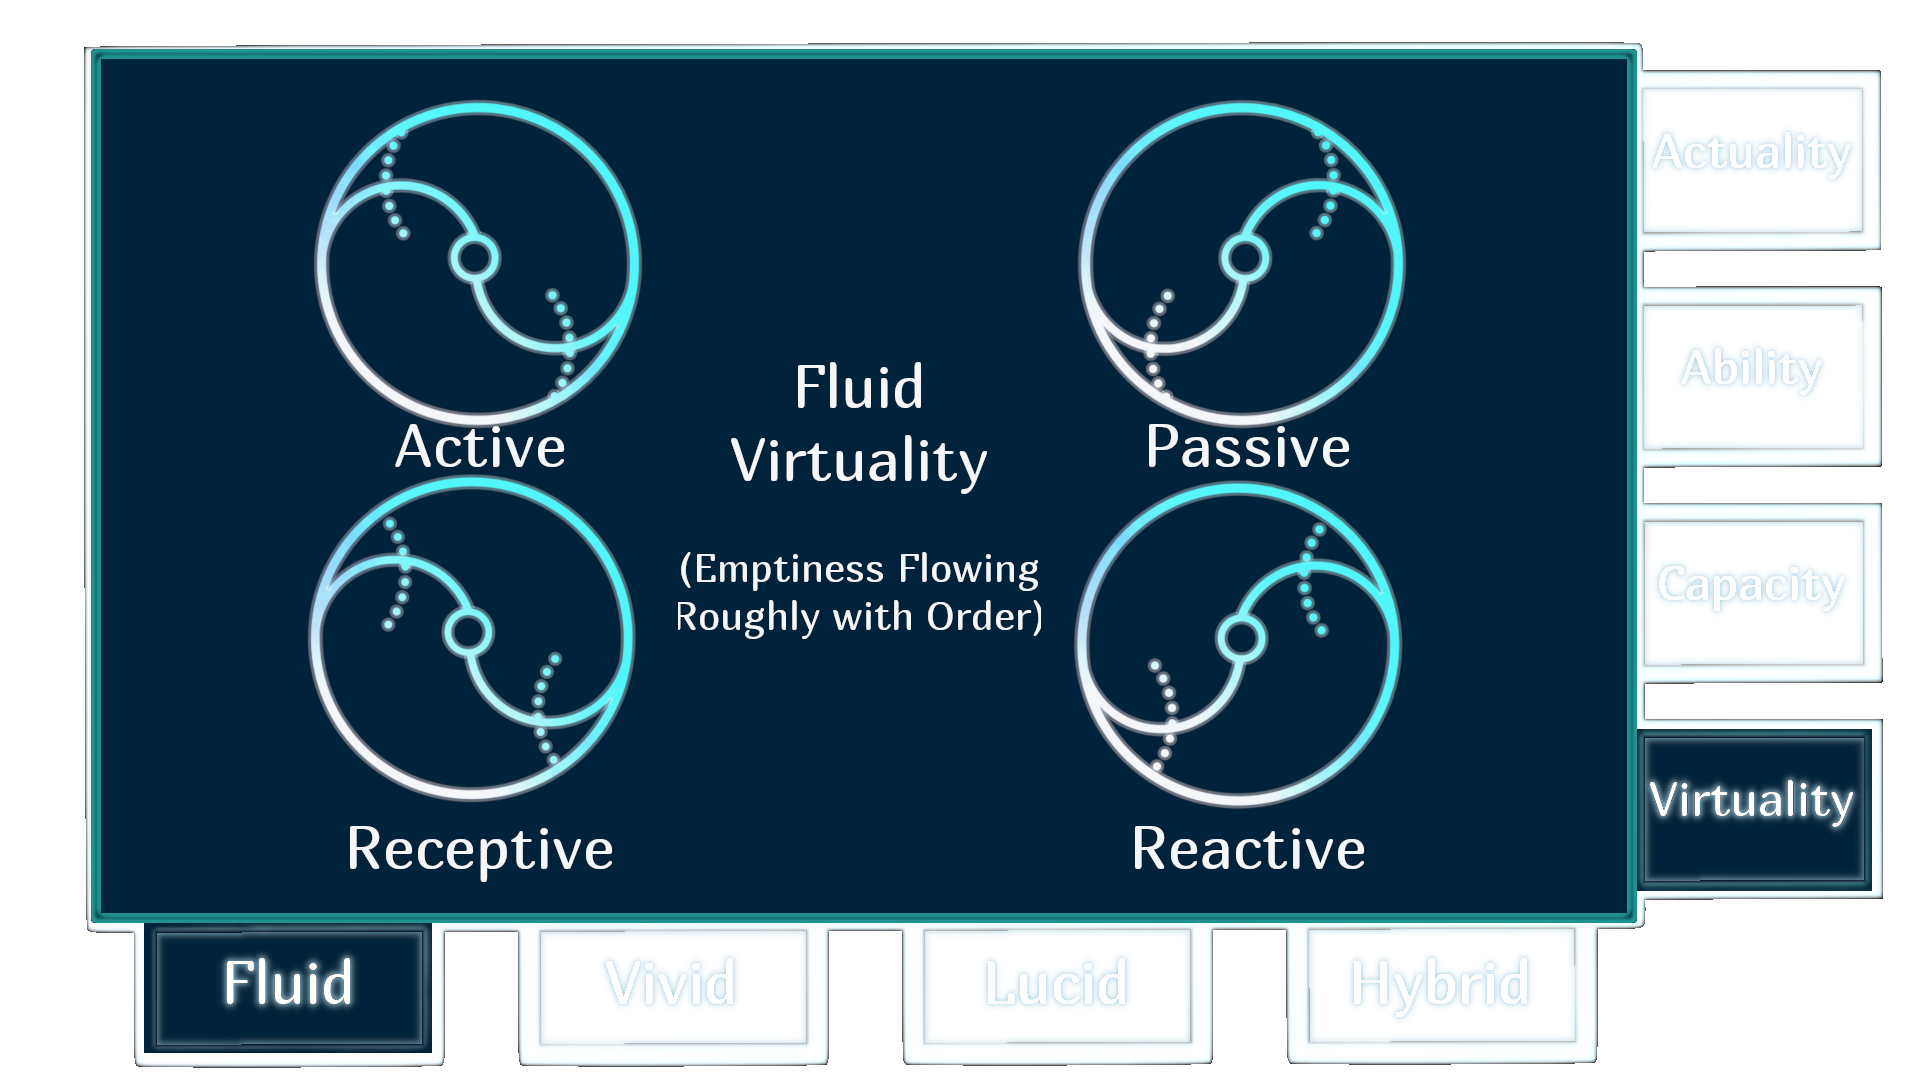 Actuality
Ability
Capacity
Virtuality
Active
Passive
Fluid
Virtuality
(Emptiness Flowing
Roughly with Order)
Receptive
Reactive
Fluid
Vivid
Lucid
Hybrid